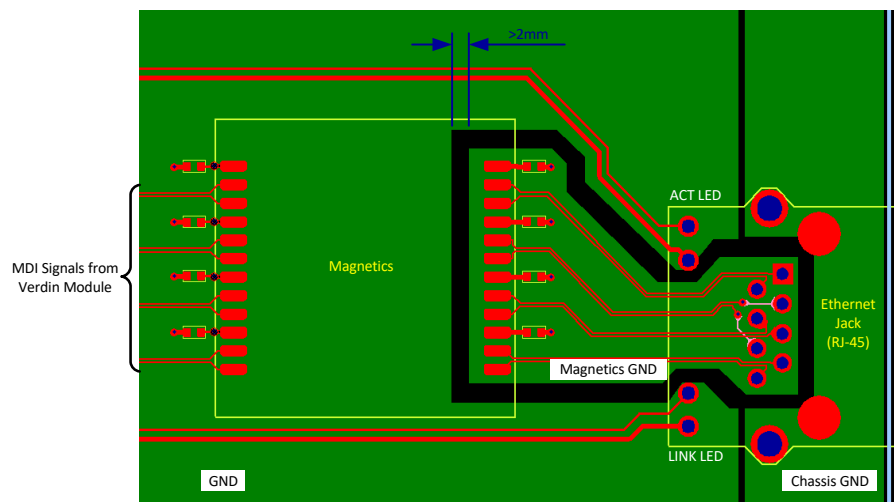 >2mm
ACT LED
MDI Signals from
Verdin Module
Magnetics
Ethernet
Jack
(RJ-45)
Magnetics GND
LINK LED
GND
Chassis GND